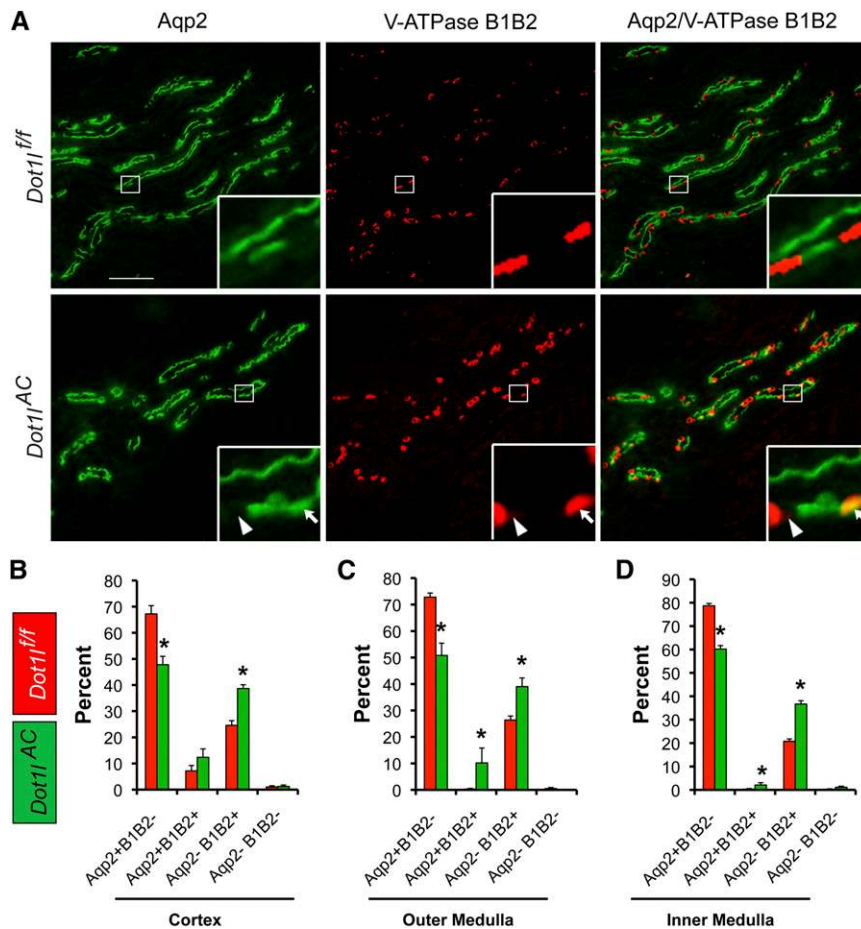 A
Aqp2
V-ATPase B1B2
Aqp2/V-ATPase B1B2
Dot1l f/f
Dot1l AC
B
C
D
Dot1l f/f
Dot1l AC
Percent
80
70
60
50
40
30
20
10
0
*
*
Aqp2+B1B2-
Aqp2+B1B2+
Aqp2- B1B2+
Aqp2- B1B2-
Cortex
Percent
80
70
60
50
40
30
20
10
0
*
*
*
Aqp2+B1B2-
Aqp2+B1B2+
Aqp2- B1B2+
Aqp2- B1B2-
Outer Medulla
Percent
90
80
70
60
50
40
30
20
10
0
*
*
*
Aqp2+B1B2-
Aqp2+B1B2+
Aqp2- B1B2+
Aqp2- B1B2-
Inner Medulla